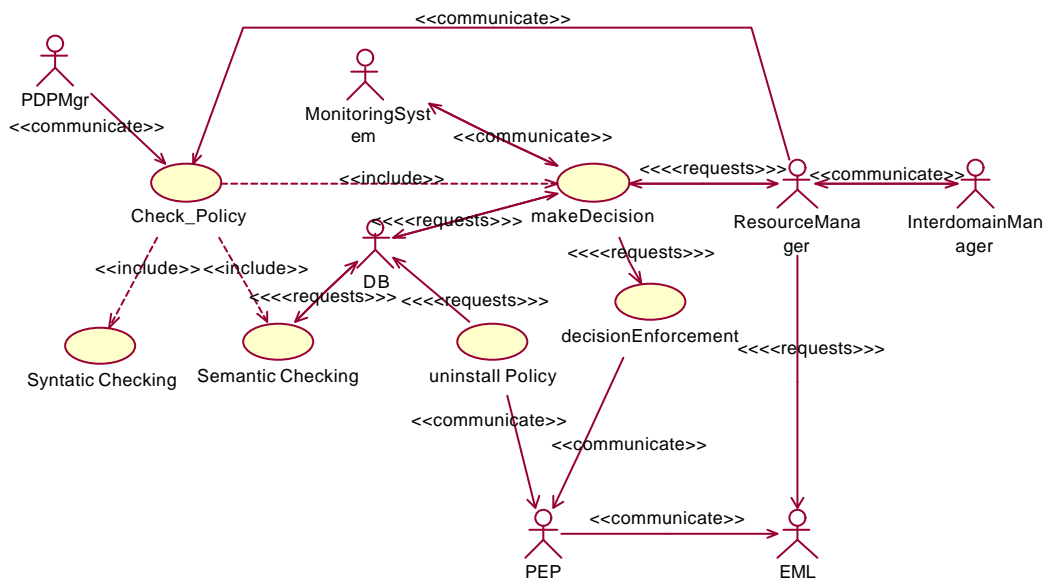 <<communicate>>
PDPMgr
<<communicate>>
MonitoringSyst
em
<<communicate>>
<<include>>
<<<<requests>>>
<<communicate>>
Check_Policy
makeDecision
ResourceMana
ger
InterdomainMan
ager
<<<<requests>>>
DB
<<include>>
<<include>>
<<<<requests>>>
<<<<requests>>>
<<<<requests>>>
decisionEnforcement
<<<<requests>>>
Syntatic Checking
Semantic Checking
uninstall Policy
<<communicate>>
<<communicate>>
<<communicate>>
PEP
EML